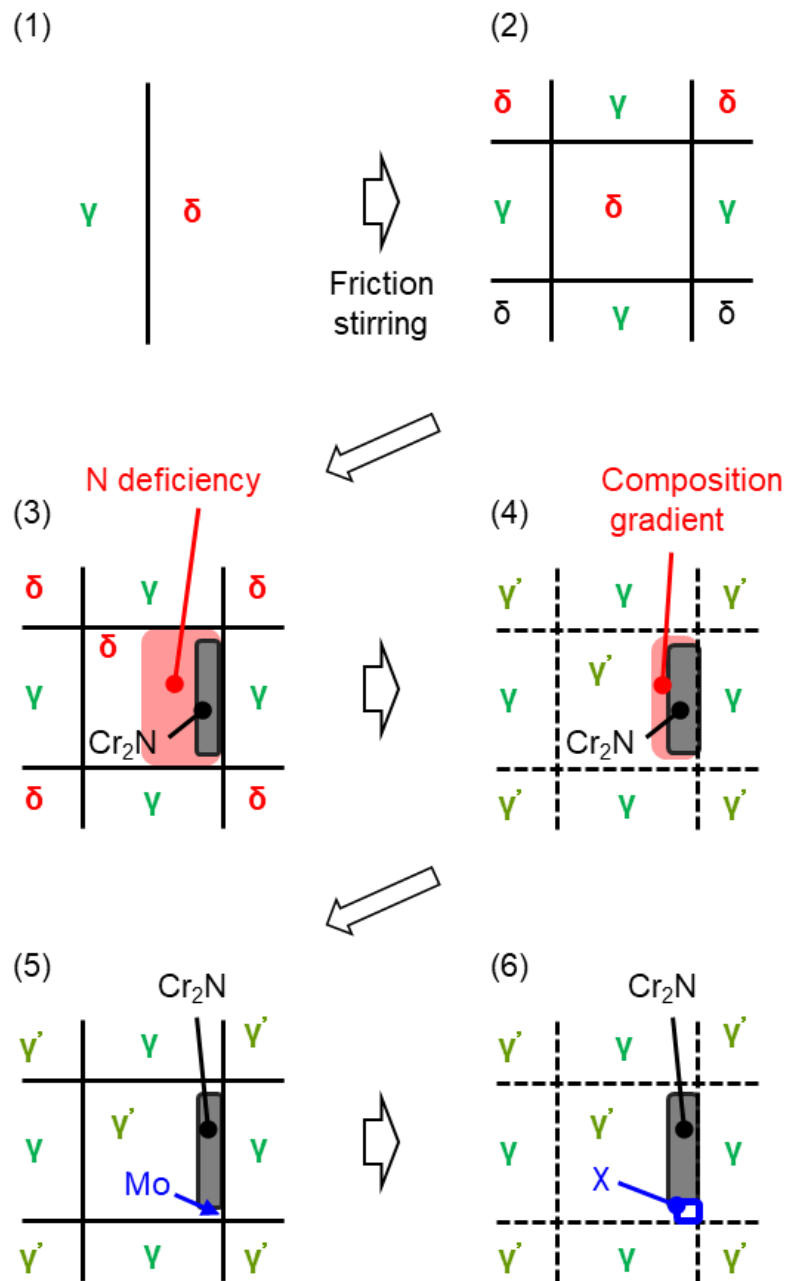 (1)
(2)
δ γ δ
γ δ
γ δ γ
Friction
stirring
δ γ δ
N deficiency
Composition
gradient
(3)
(4)
δ γ δ
γ' γ γ'
δ
γ'
γ γ
γ γ
Cr₂N
Cr₂N
δ γ δ
γ' γ γ'
(5)
(6)
Cr₂N
Cr₂N
γ' γ γ'
γ' γ γ'
γ'
γ'
γ γ
γ γ
Mo
X
γ' γ γ'
γ' γ γ'